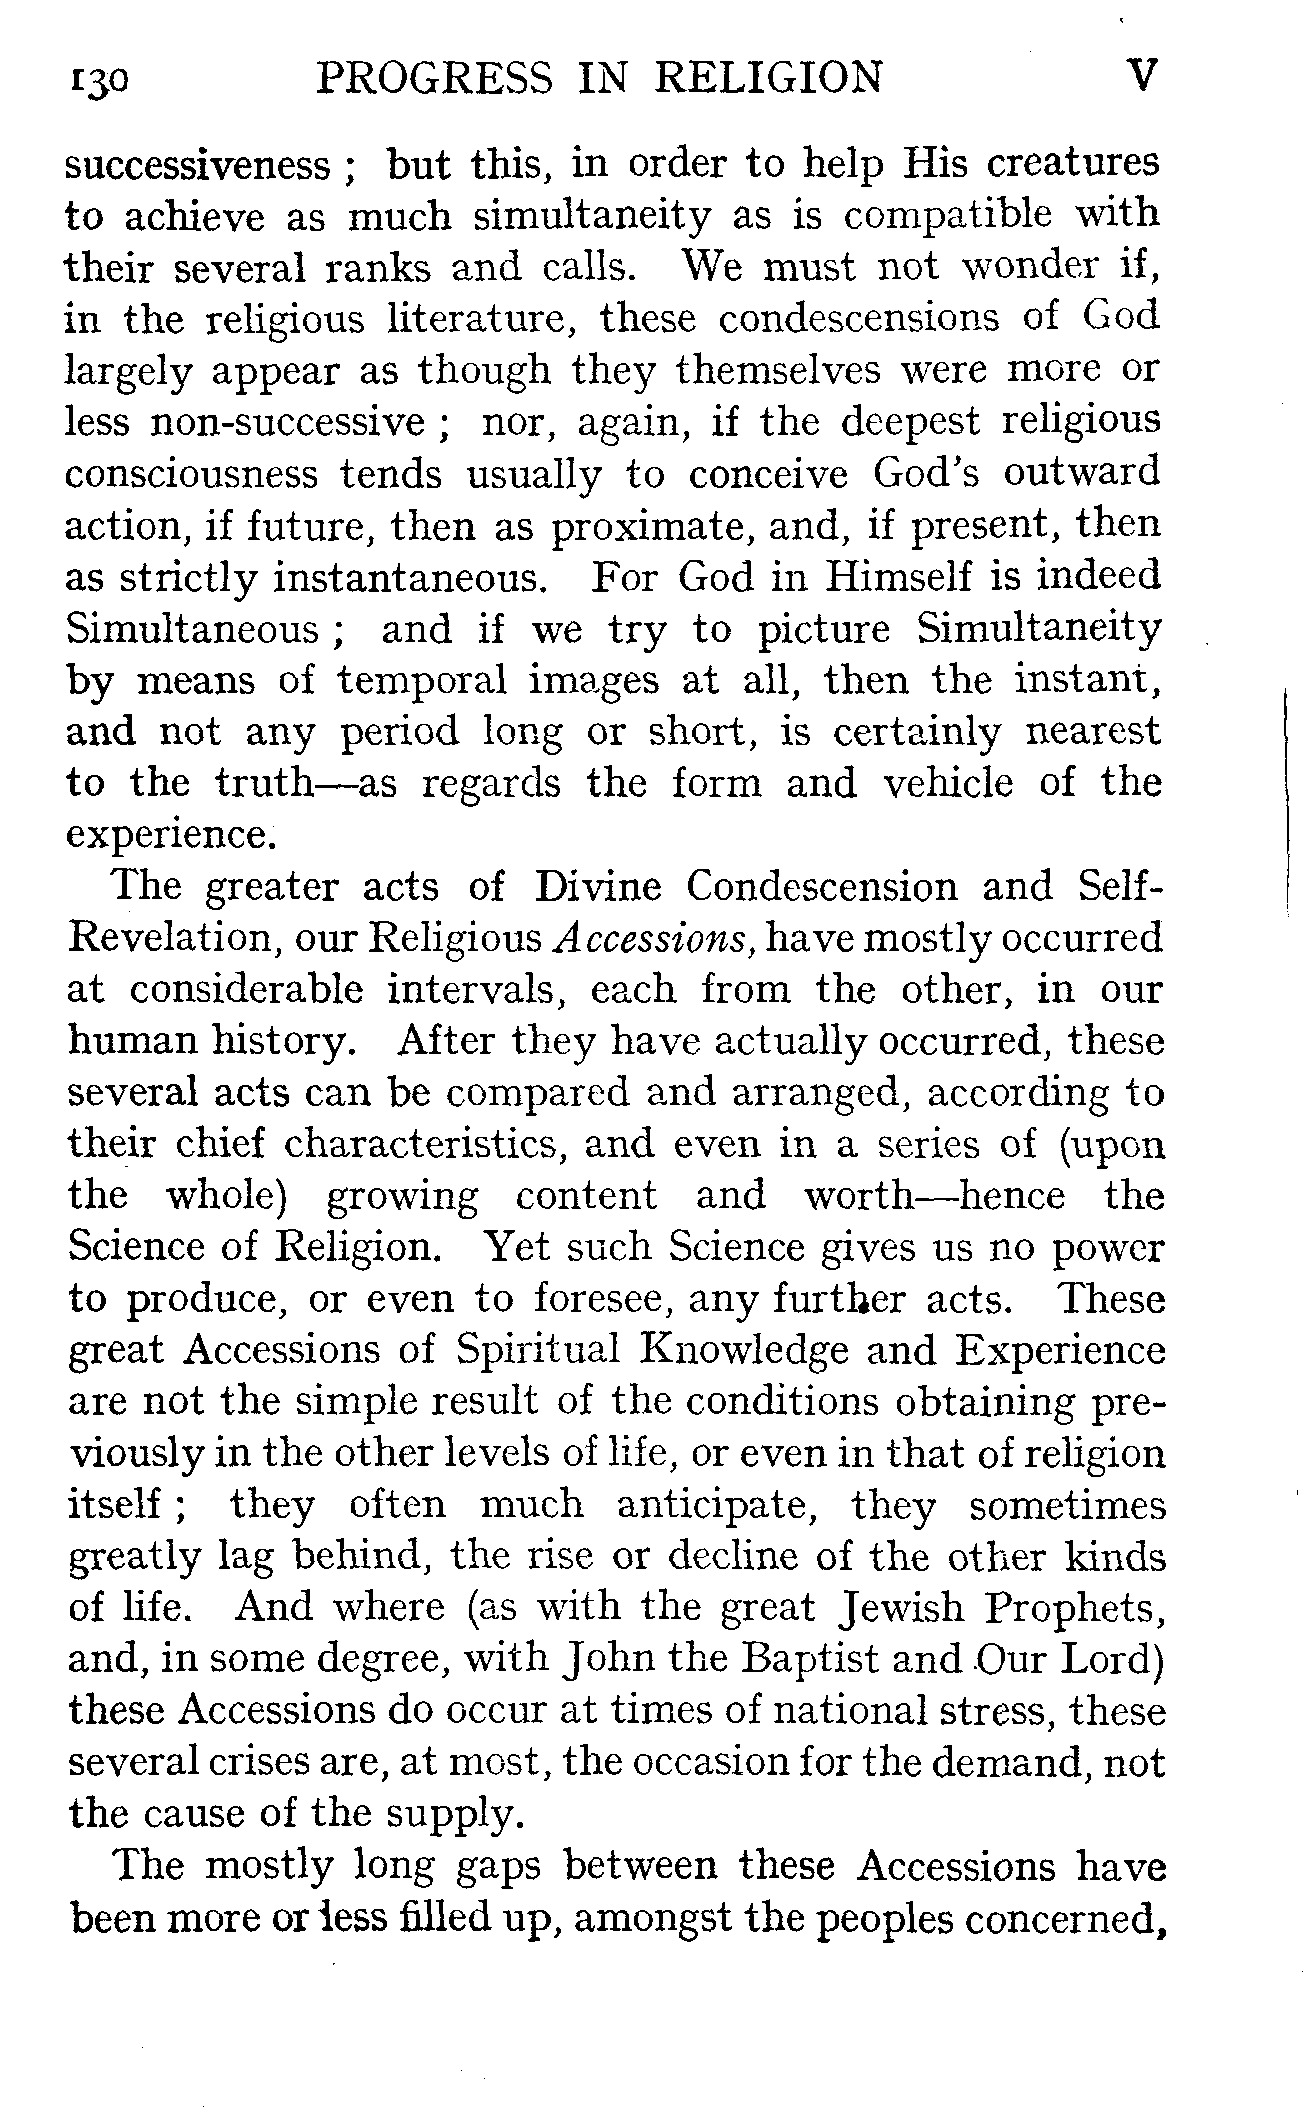 130 PROGRESS IN RELIGION V
successiveness ; but this, in order to help His creatures
to achieve as much simultaneity as is compatible with
their several ranks and calls. We must not wonder if,
in the religious literature, these condescensions of God
largely appear as though they themselves were more or
less non-successive ; nor, again, if the deepest religious
consciousness tends usually to conceive God's outward
action, if future, then as proximate, and, if present, then
as strictly instantaneous. For God in Himself is indeed
Simultaneous ; and if we try to picture Simultaneity
by means of temporal images at all, then the instant,
and not any period long or short, is certainly nearest
to the truth—as regards the form and vehicle of the
experience.
The greater acts of Divine Condescension and Self-
Revelation, our Religious Accessions, have mostly occurred
at considerable intervals, each from the other, in our
human history. After they have actually occurred, these
several acts can be compared and arranged, according to
their chief characteristics, and even in a series of (upon
the whole) growing content and worth—hence the
Science of Religion. Yet such Science gives us no power
to produce, or even to foresee, any further acts. These
great Accessions of Spiritual Knowledge and Experience
are not the simple result of the conditions obtaining pre-
viously in the other levels of life, or even in that of religion
itself ; they often much anticipate, they sometimes
greatly lag behind, the rise or decline of the other kinds
of life. And where (as with the great Jewish Prophets,
and, in some degree, with John the Baptist and Our Lord)
these Accessions do occur at times of national stress, these
several crises are, at most, the occasion for the demand, not
the cause of the supply.
The mostly long gaps between these Accessions have
been more or less filled up, amongst the peoples concerned,